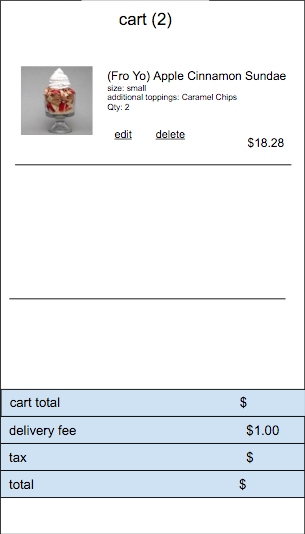 cart (2)
(Fro Yo) Apple Cinnamon Sundae
size: small
additional toppings: Caramel Chips
Qty: 2
edit delete
$18.28
cart total $
delivery fee $1.00
tax $
total $